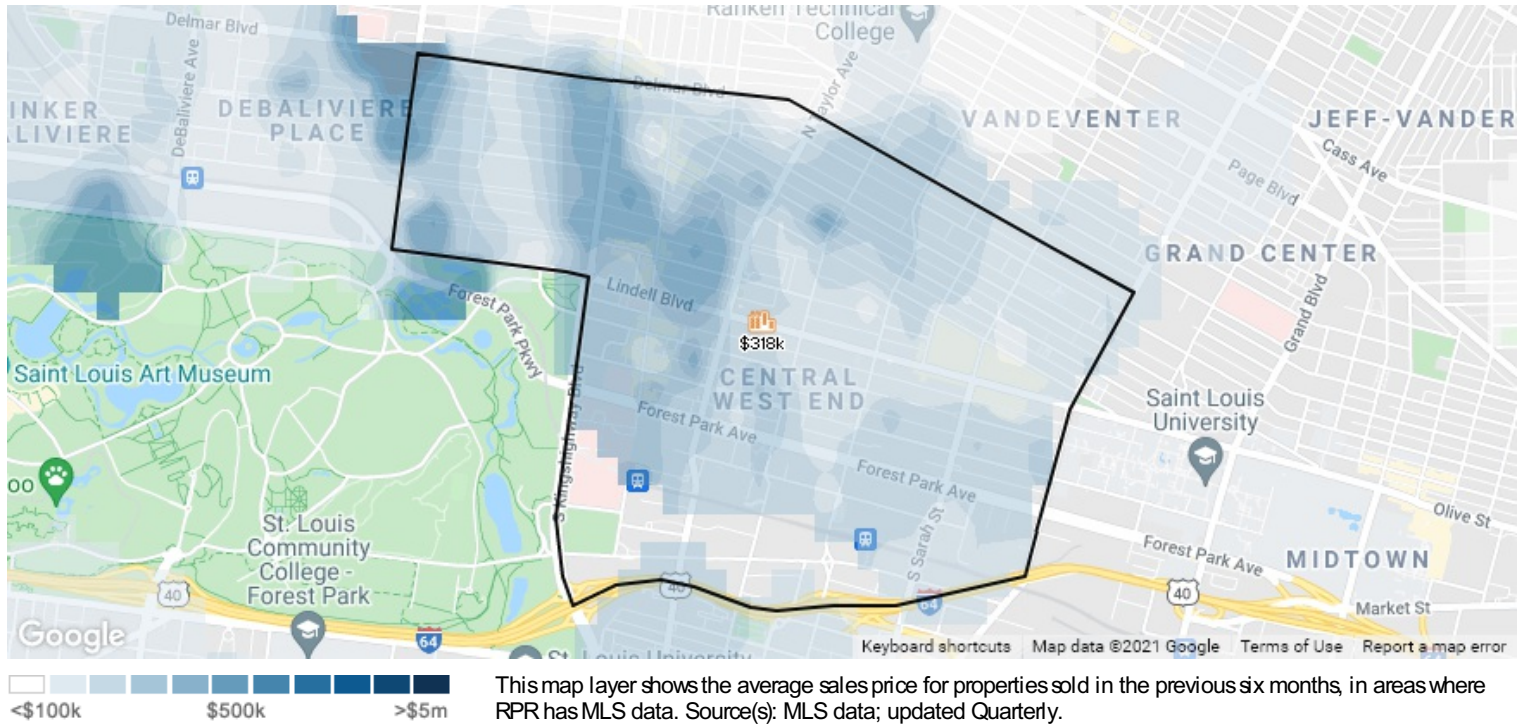 Ranken Technical
College
Delmar Blvd
DeBaliviere Ave
N Taylor Ave
Delmar Blvd
INKER
ALIVIERE
DEBALIVIERE
PLACE
VANDEVENTER
JEFF-VANDER
Cass Ave
Page Blvd
GRAND CENTER
Grand Blvd
Forest Park Pkwy
Lindell Blvd
$318k
CENTRAL
WEST END
Saint Louis Art Museum
S Kingshighway Blvd
Forest Park Ave
Saint Louis
University
oo
Forest Park Ave
S Sarah St
Olive St
St. Louis
Community
College -
Forest Park
Forest Park Ave
MIDTOWN
40
40
40
64
64
Market St
Google
St. Louis University
Keyboard shortcuts Map data ©2021 Google Terms of Use Report a map error
<$100k $500k >$5m
This map layer shows the average sales price for properties sold in the previous six months, in areas where
RPR has MLS data. Source(s): MLS data; updated Quarterly.